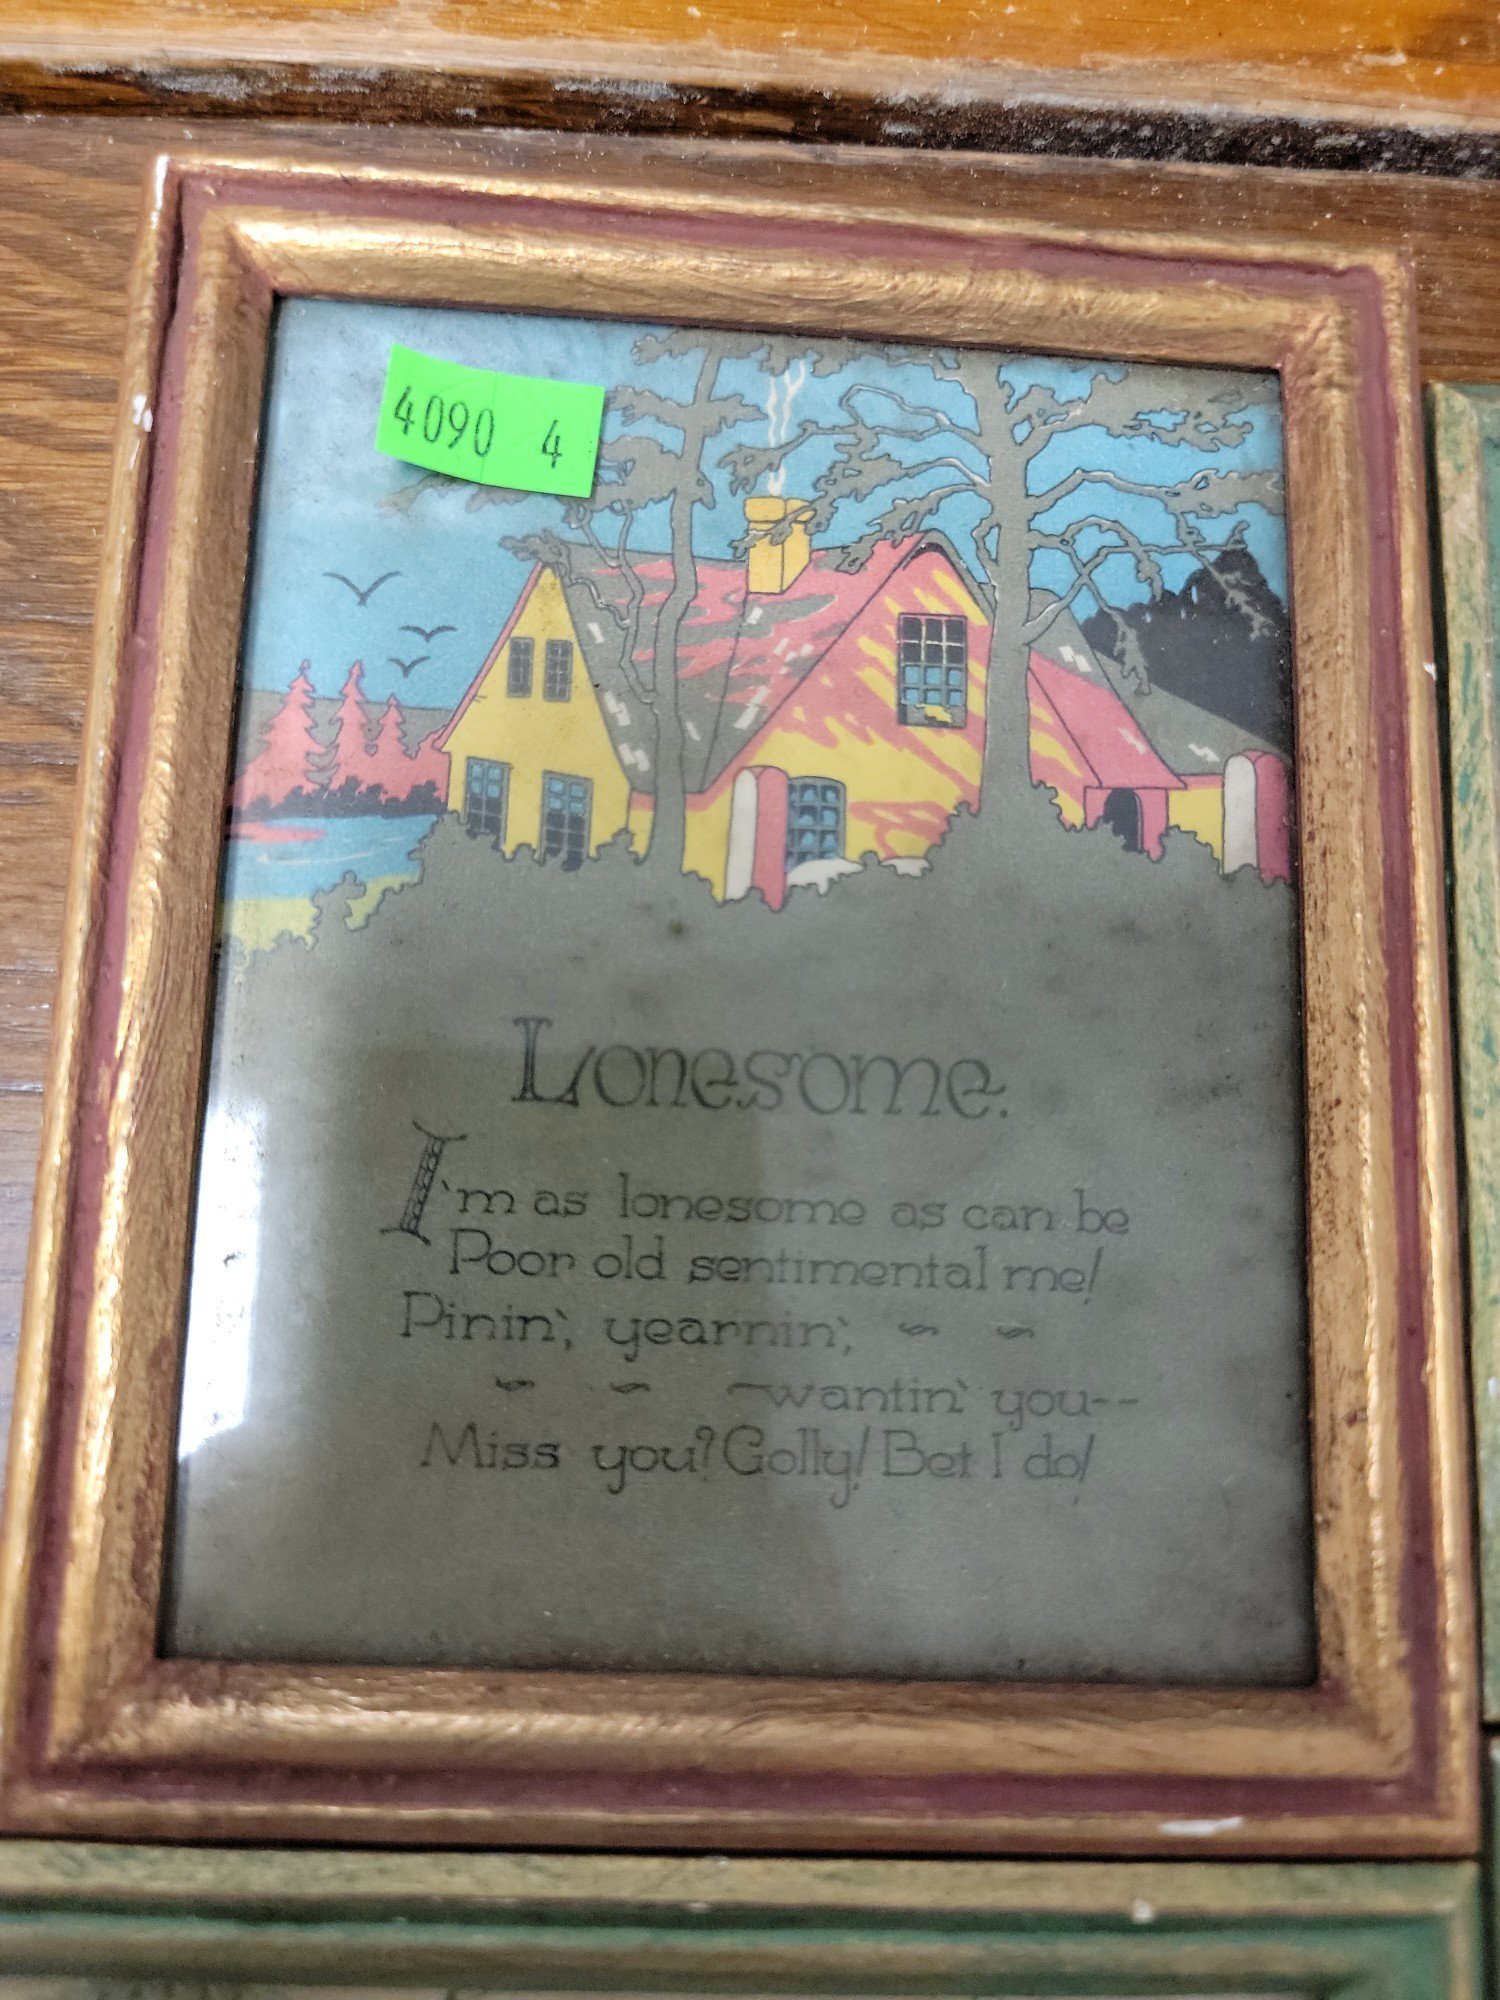 4090 4
Lonesome.
I'm as lonesome as can be
Poor old sentimental me!
Pinin', yearnin', ~ ~
~ ~ ~wantin' you--
Miss you? Golly! Bet I do!